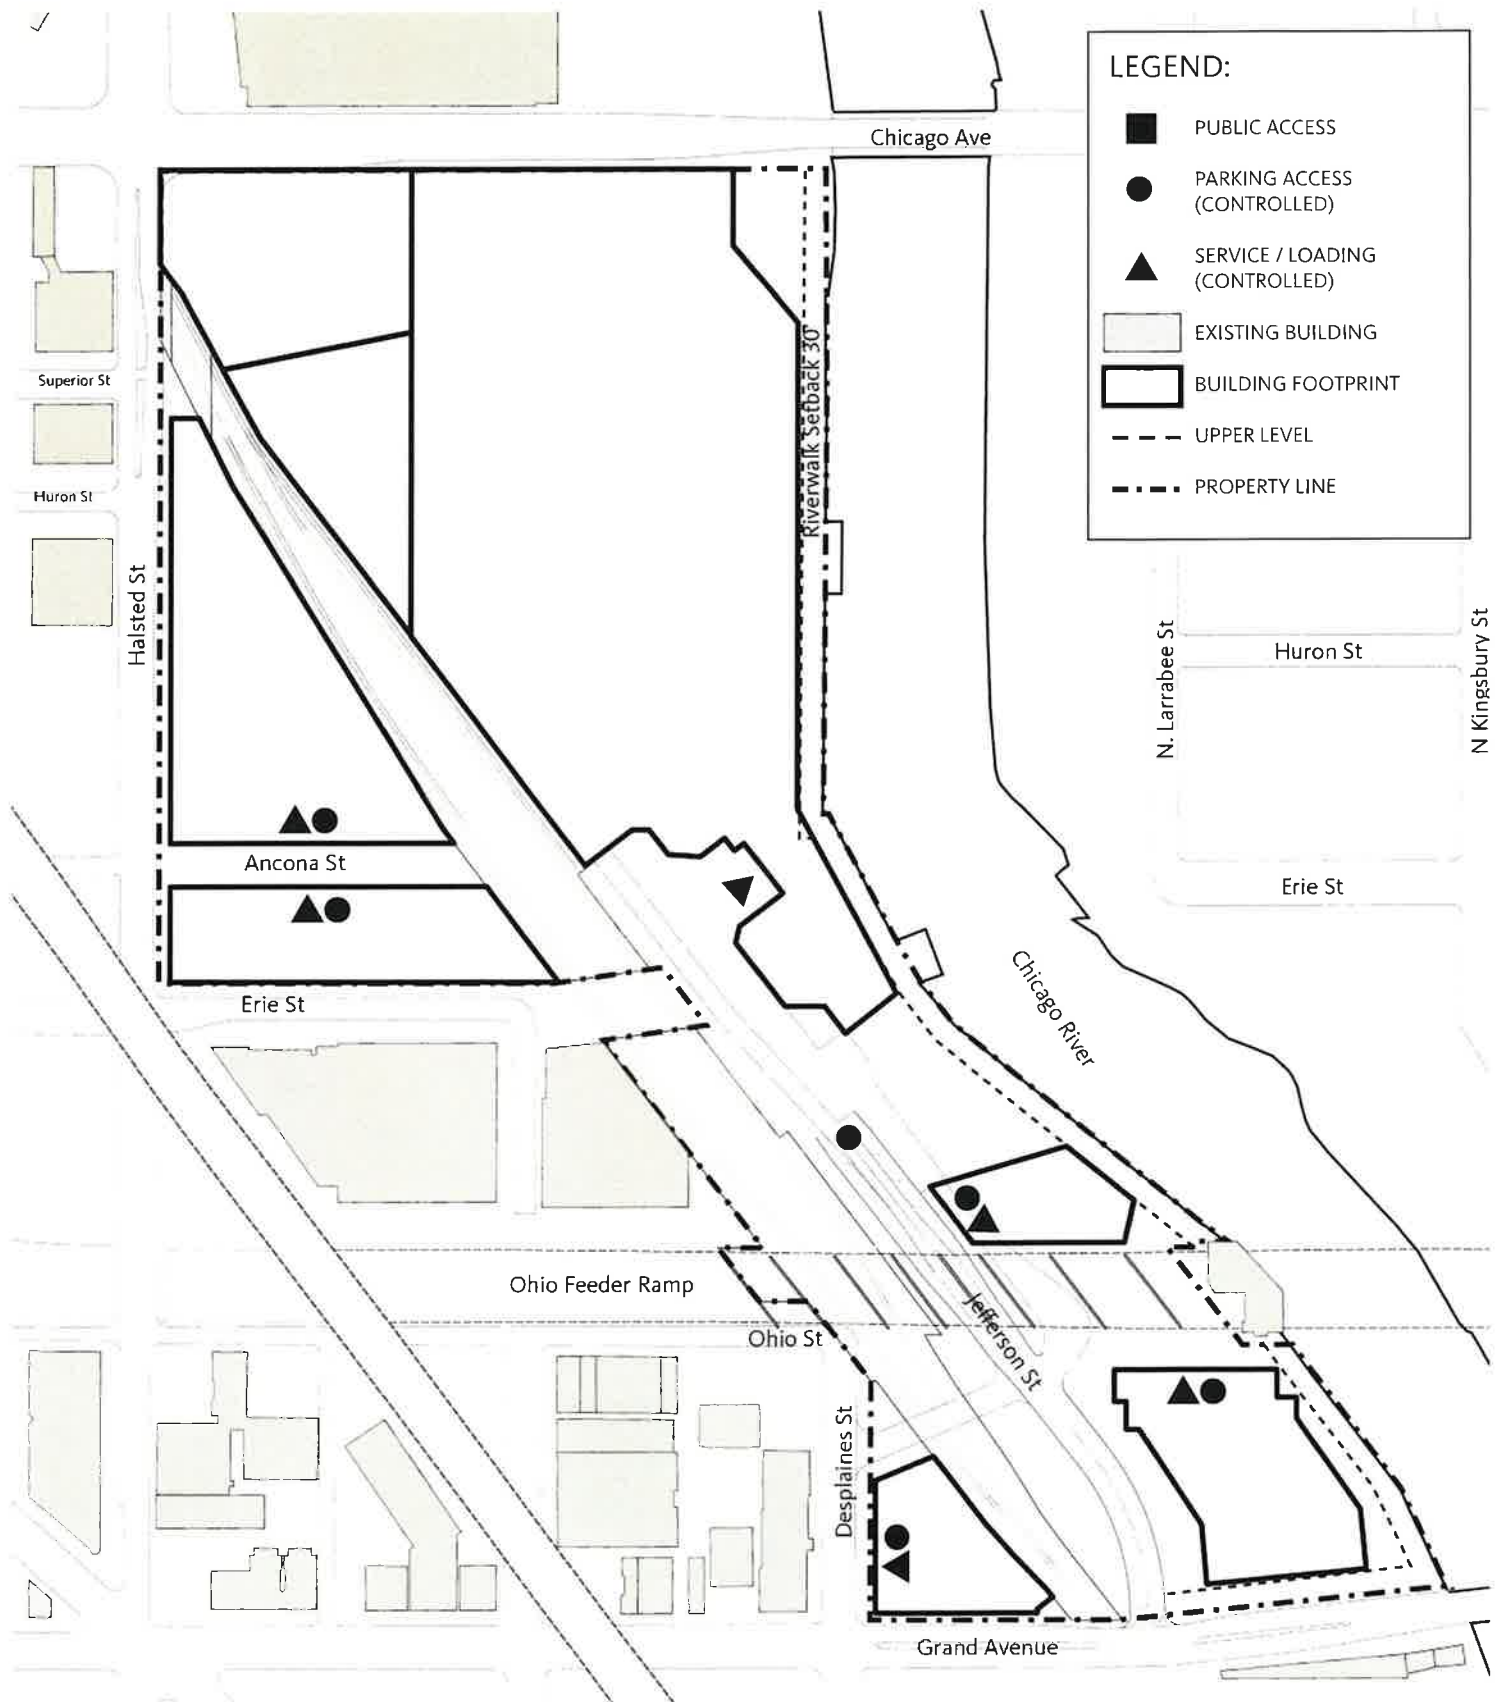 Chicago Ave
LEGEND:
PUBLIC ACCESS
PARKING ACCESS
(CONTROLLED)
SERVICE / LOADING
(CONTROLLED)
EXISTING BUILDING
BUILDING FOOTPRINT
UPPER LEVEL
PROPERTY LINE
Superior St
Huron St
Halsted St
Riverwalk Setback 30'
N. Larrabee St
Huron St
N Kingsbury St
Erie St
Ancona St
Erie St
Chicago River
Ohio Feeder Ramp
Ohio St
Jefferson St
Desplaines St
Grand Avenue